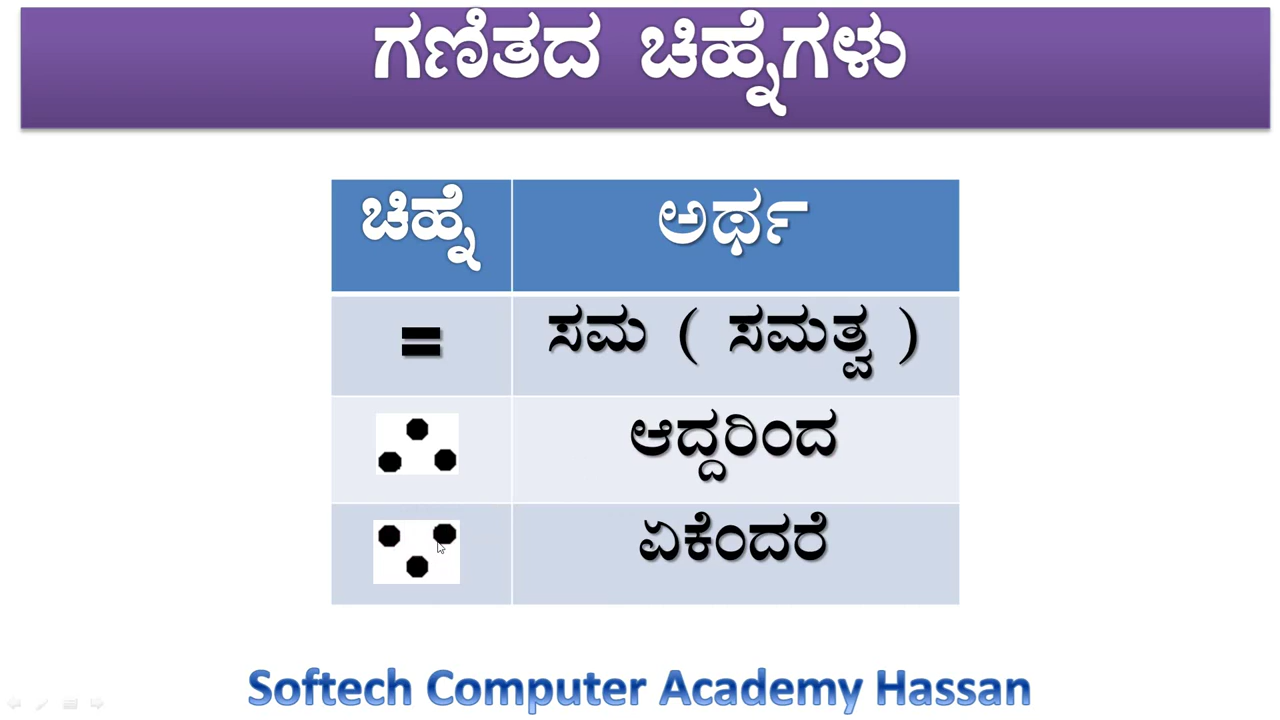 ಗಣಿತದ ಚಿಹ್ನೆಗಳು
ಚಿಹ್ನೆ ಅರ್ಥ
= ಸಮ ( ಸಮತ್ವ )
∴ ಆದ್ದರಿಂದ
∵ ಏಕೆಂದರೆ
Softech Computer Academy Hassan